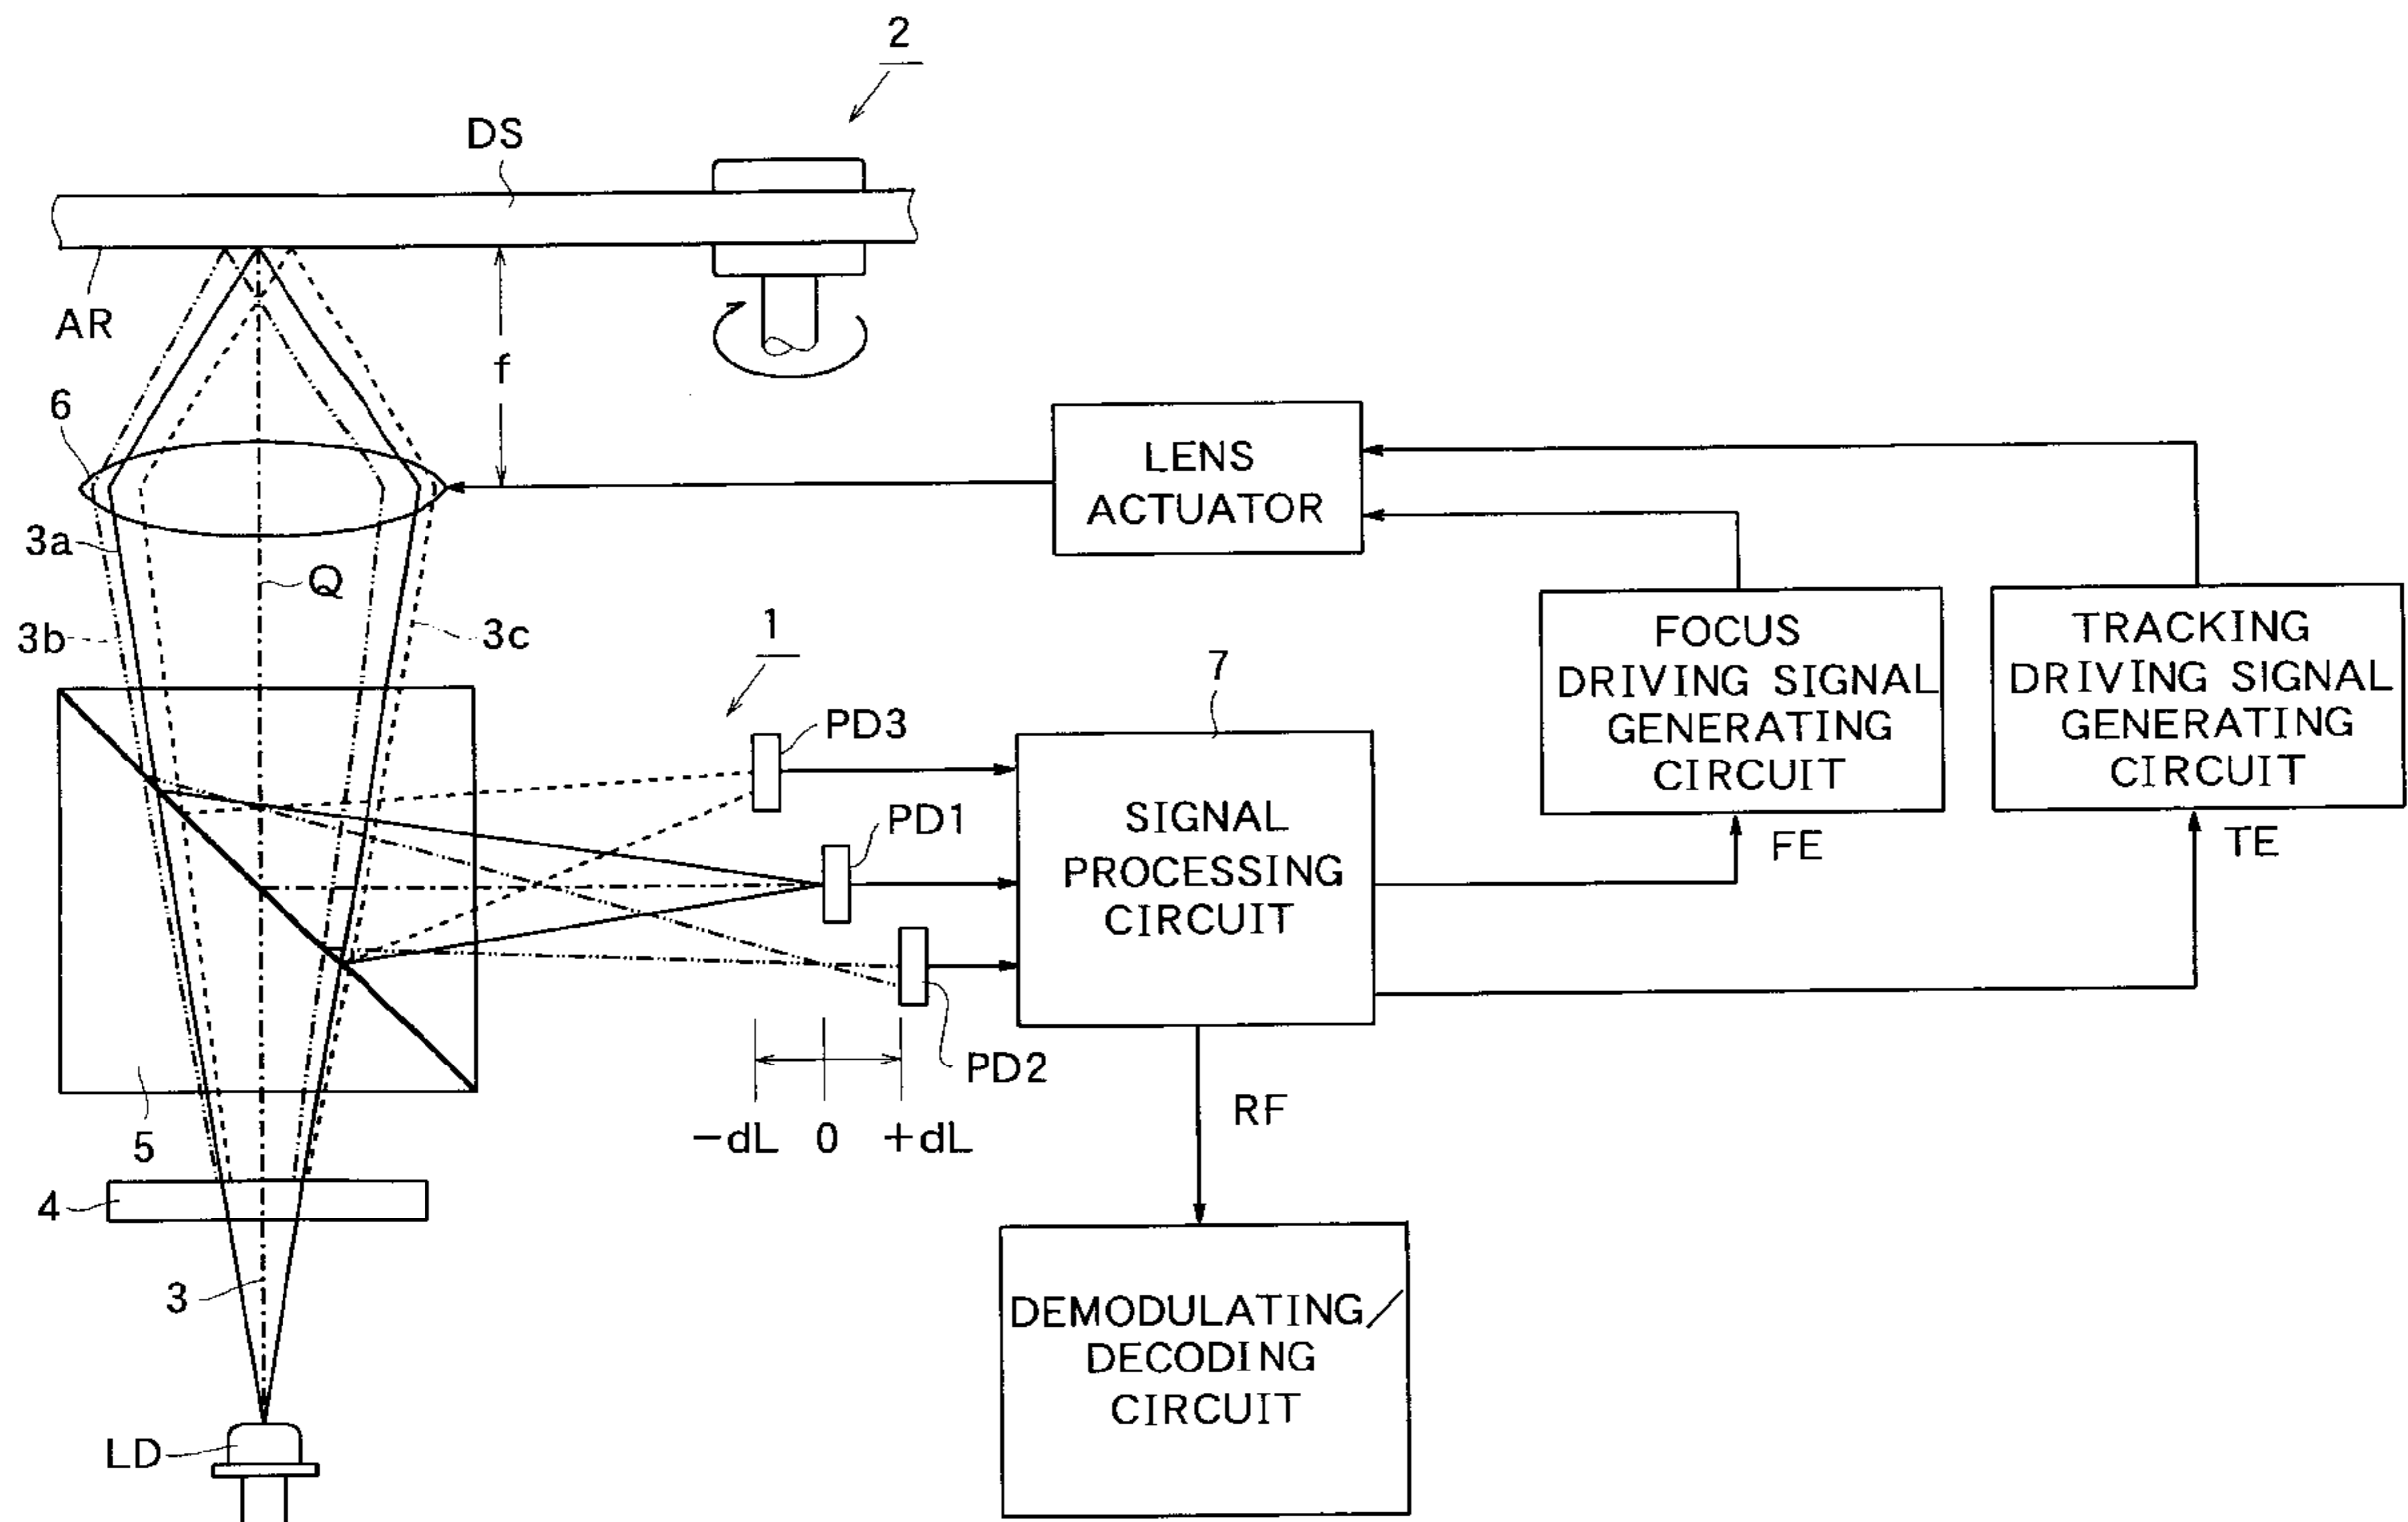 2
DS
AR
f
6
LENS
ACTUATOR
3a
Q
3b
3c
1
7
FOCUS
DRIVING SIGNAL
GENERATING
CIRCUIT
TRACKING
DRIVING SIGNAL
GENERATING
CIRCUIT
PD3
PD1
SIGNAL
PROCESSING
CIRCUIT
FE
TE
PD2
-dL 0 +dL
5
RF
4
3
DEMODULATING/
DECODING
CIRCUIT
LD